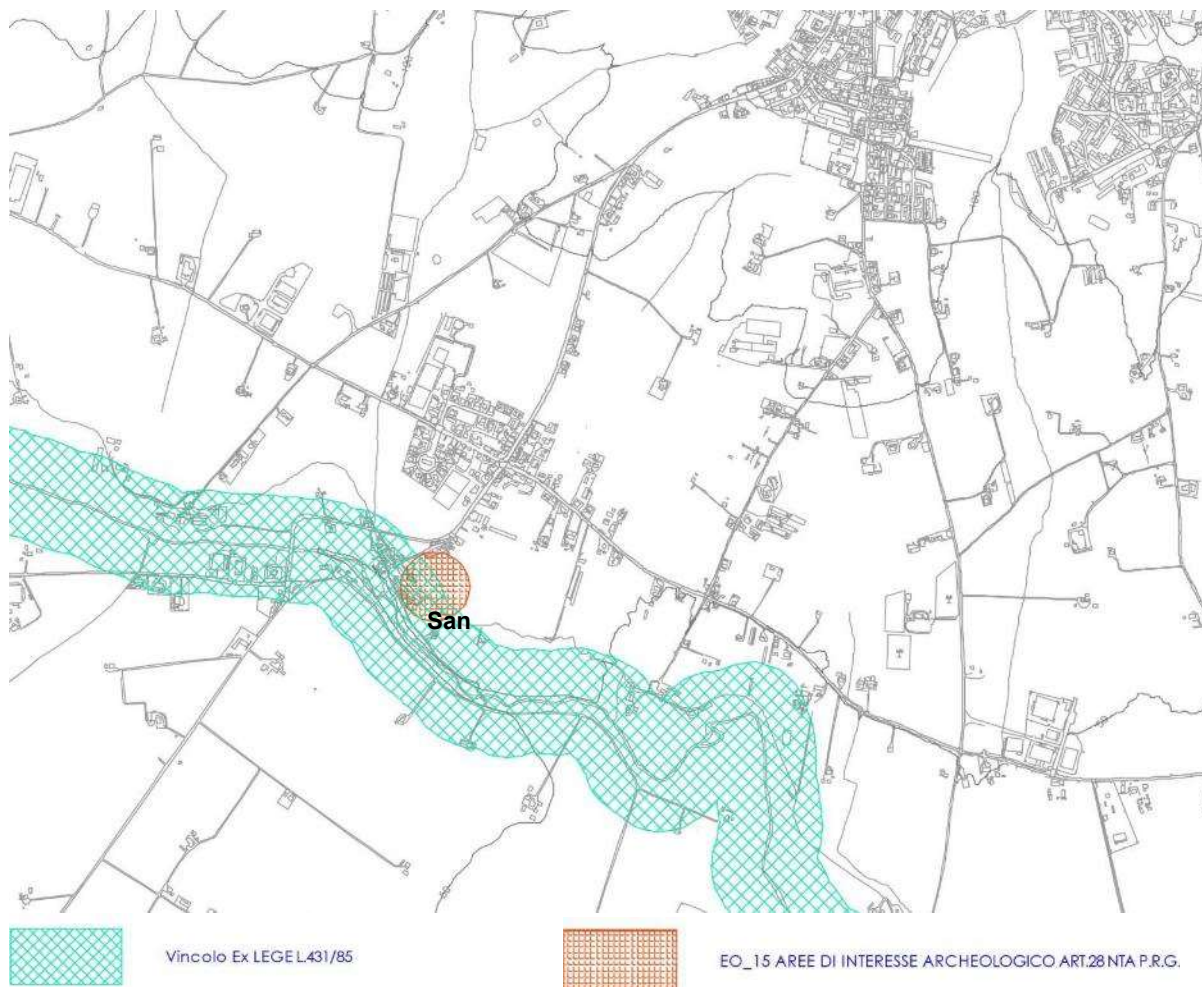 San
Vincolo Ex LEGE L.431/85
EO_15 AREE DI INTERESSE ARCHEOLOGICO ART.28 NTA P.R.G.